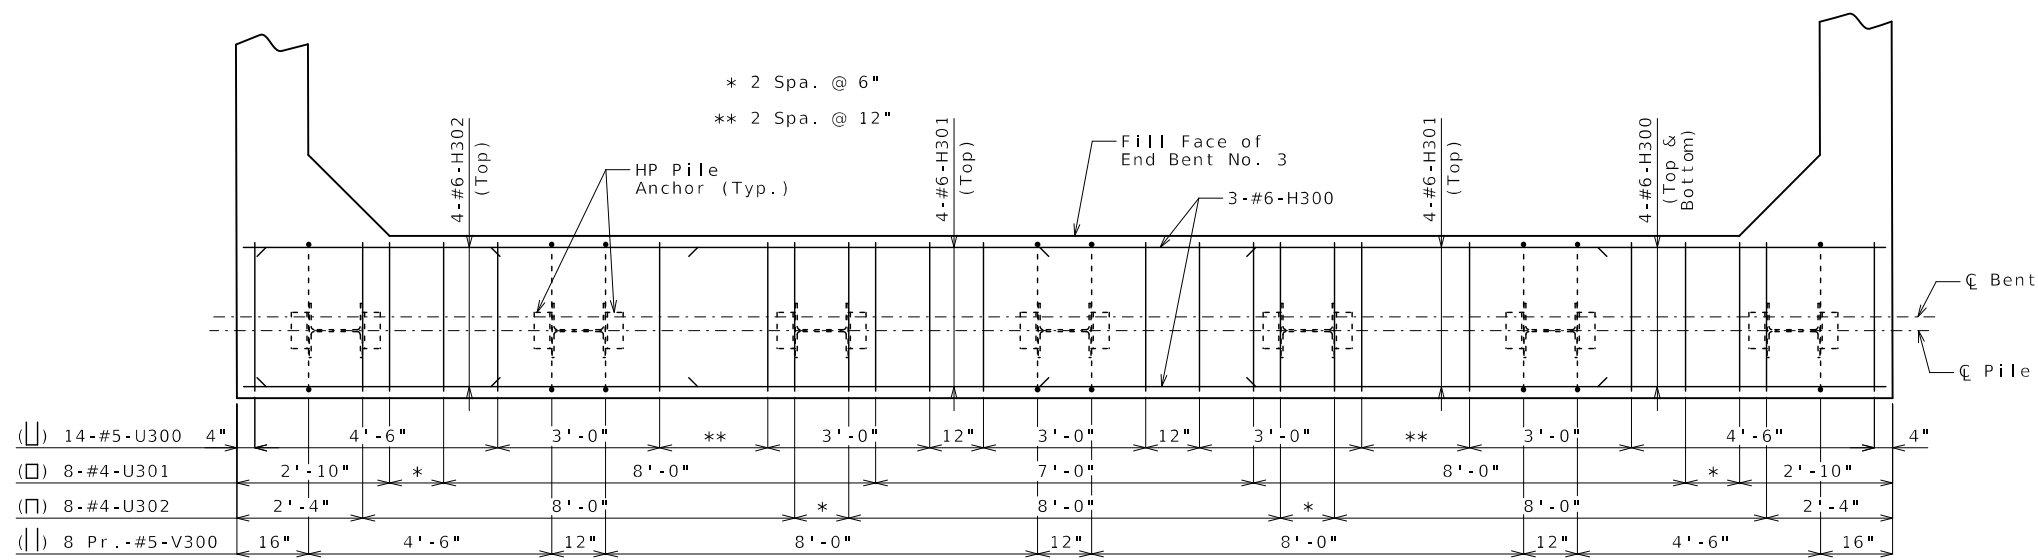 * 2 Spa. @ 6"
** 2 Spa. @ 12"
4-#6-H302
(Top)
4-#6-H301
(Top)
4-#6-H301
(Top)
4-#6-H300
(Top &
Bottom)
HP Pile
Anchor (Typ.)
Fill Face of
End Bent No. 3
3-#6-H300
℄ Bent
℄ Pile
14-#5-U300 4" 4'-6" 3'-0" ** 3'-0" 12" 3'-0" 12" 3'-0" ** 3'-0" 4'-6" 4"
8-#4-U301 2'-10" * 8'-0" 7'-0" 8'-0" * 2'-10"
8-#4-U302 2'-4" 8'-0" * 8'-0" * 8'-0" 2'-4"
8 Pr.-#5-V300 16" 4'-6" 12" 8'-0" 12" 8'-0" 12" 4'-6" 16"